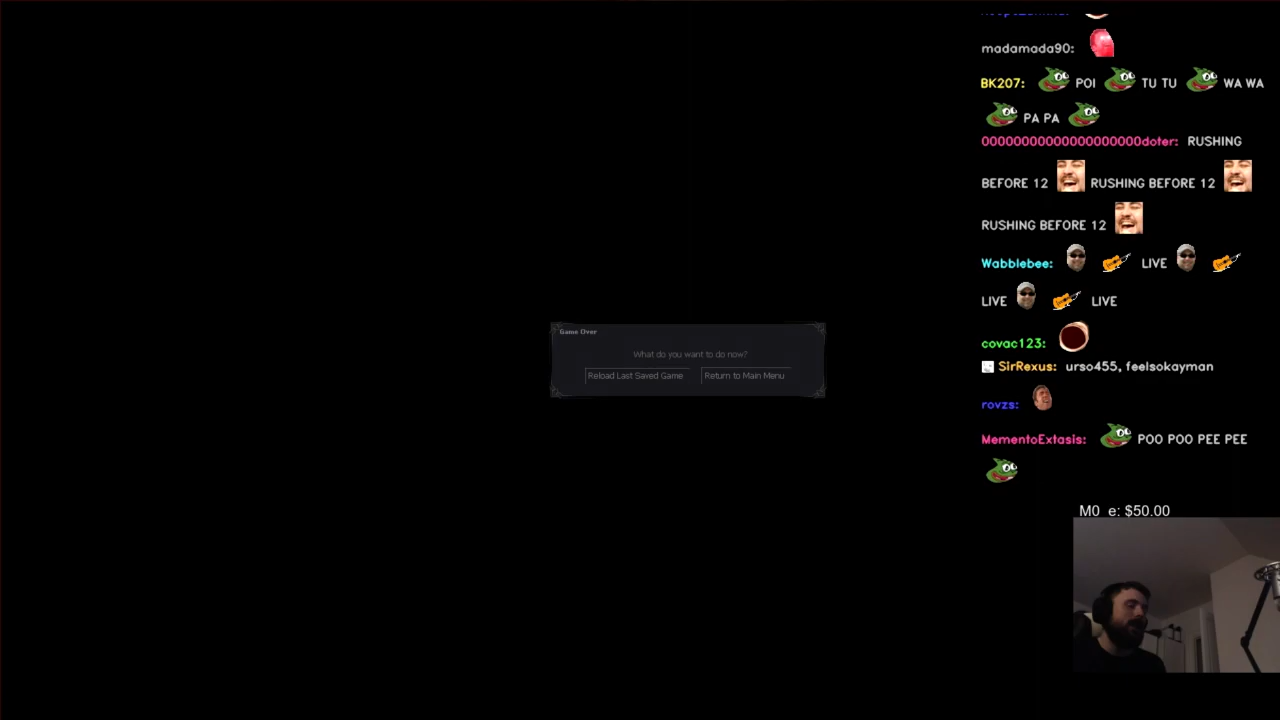 madamada90:
BK207: POI TU TU WA WA
PA PA
00000000000000000000doter: RUSHING
BEFORE 12 RUSHING BEFORE 12
RUSHING BEFORE 12
Wabblebee: LIVE
LIVE LIVE
covac123:
SirRexus: urso455, feelsokayman
rovzs:
MementoExtasis: POO POO PEE PEE
M0_e: $50.00
Game Over
What do you want to do now?
Reload Last Saved Game Return to Main Menu